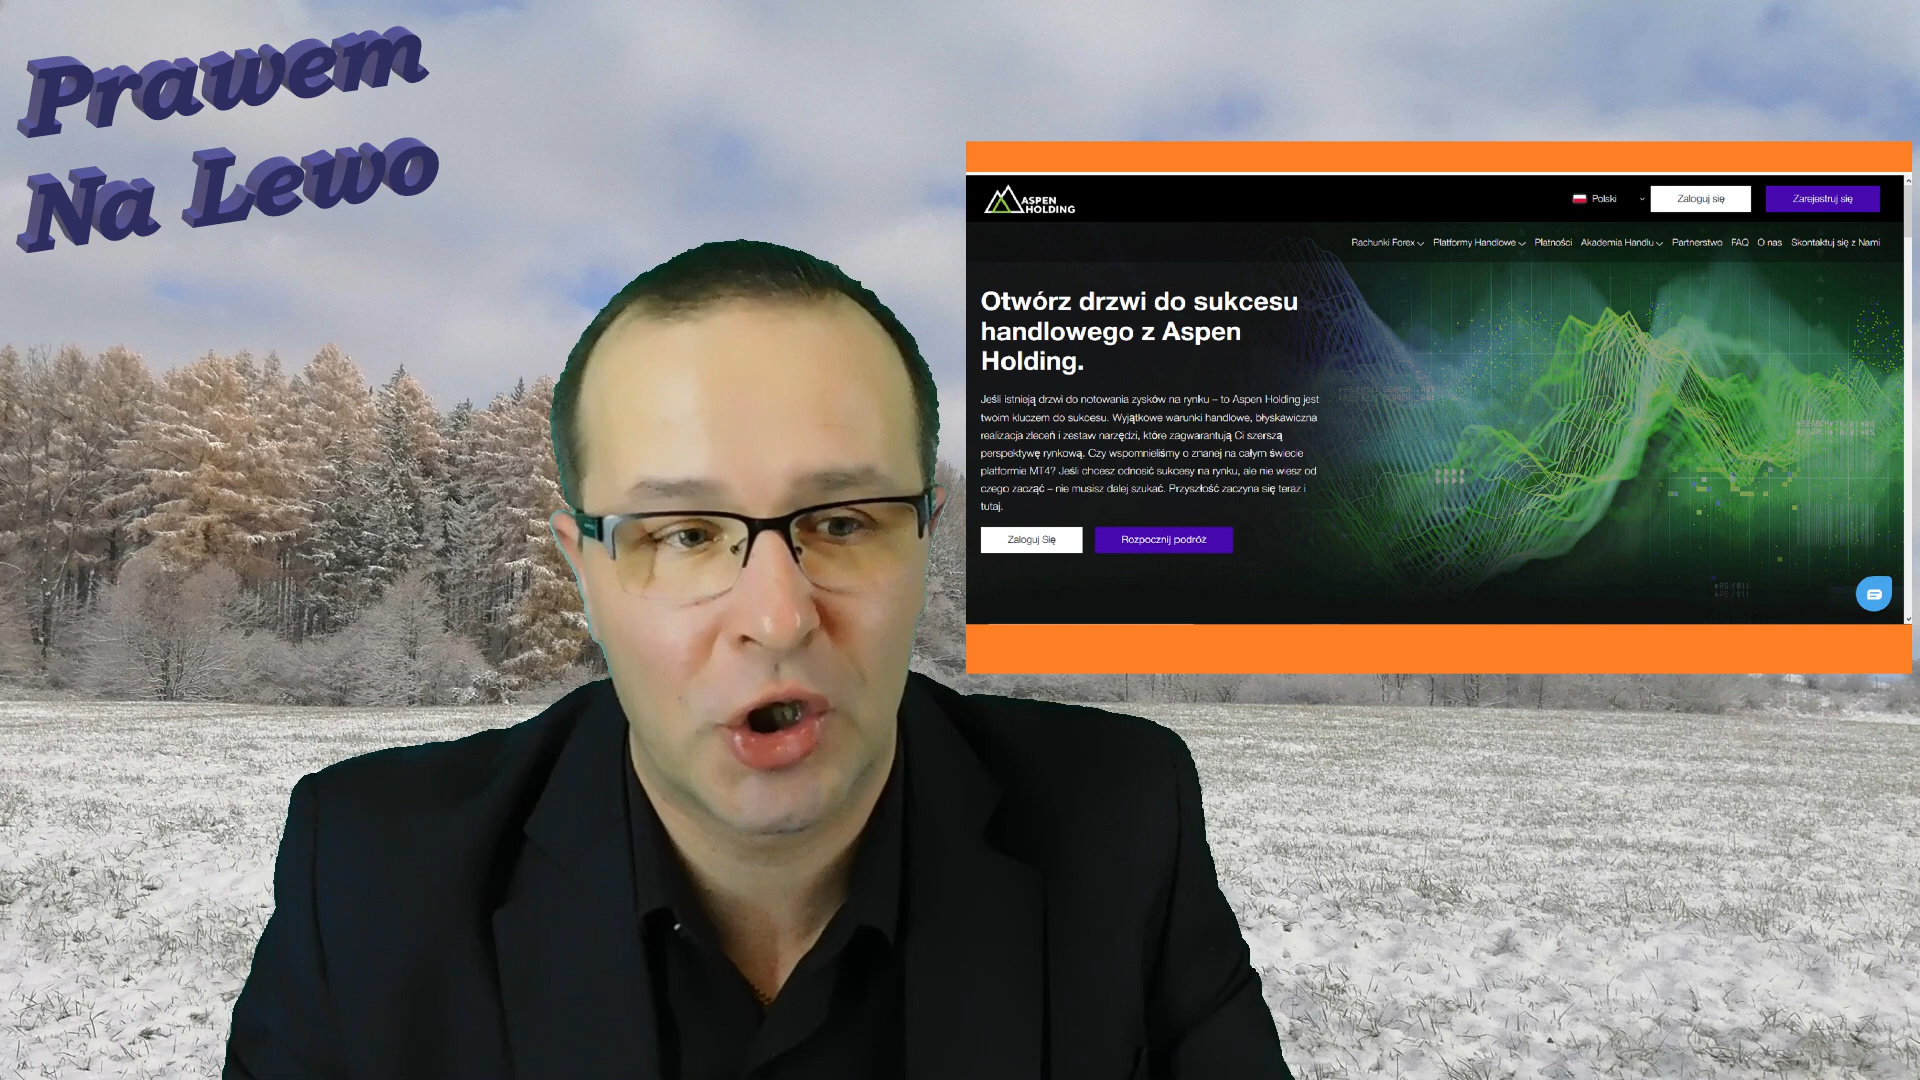 Prawem
Na Lewo
ASPEN
HOLDING
Polski
Zaloguj się
Zarejestruj się
Rachunki Forex
Platformy Handlowe
Płatności
Akademia Handlu
Partnerstwo
FAQ
O nas
Skontaktuj się z Nami
Otwórz drzwi do sukcesu
handlowego z Aspen
Holding.
Jeśli istnieją drzwi do notowania zysków na rynku – to Aspen Holding jest
twoim kluczem do sukcesu. Wyjątkowe warunki handlowe, błyskawiczna
realizacja zleceń i zestaw narzędzi, które zagwarantują Ci szerszą
perspektywę rynkową. Czy wspomnieliśmy o znanej na całym świecie
platformie MT4? Jeśli chcesz odnosić sukcesy na rynku, ale nie wiesz od
czego zacząć – nie musisz dalej szukać. Przyszłość zaczyna się teraz i
tutaj.
Zaloguj Się
Rozpocznij podróż